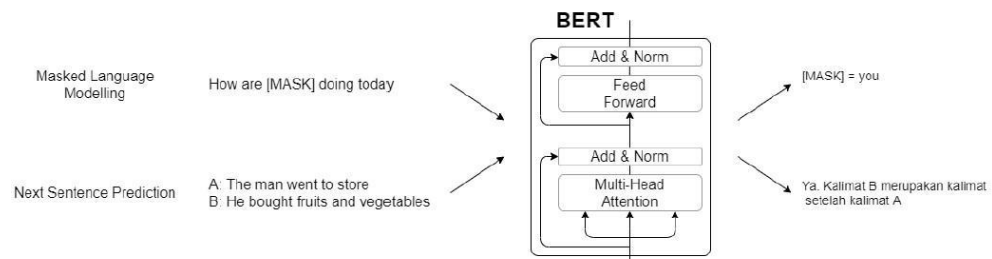 BERT
Masked Language
Modelling
How are [MASK] doing today
Add & Norm
Feed
Forward
[MASK] = you
Next Sentence Prediction
A: The man went to store
B: He bought fruits and vegetables
Add & Norm
Multi-Head
Attention
Ya. Kalimat B merupakan kalimat
setelah kalimat A